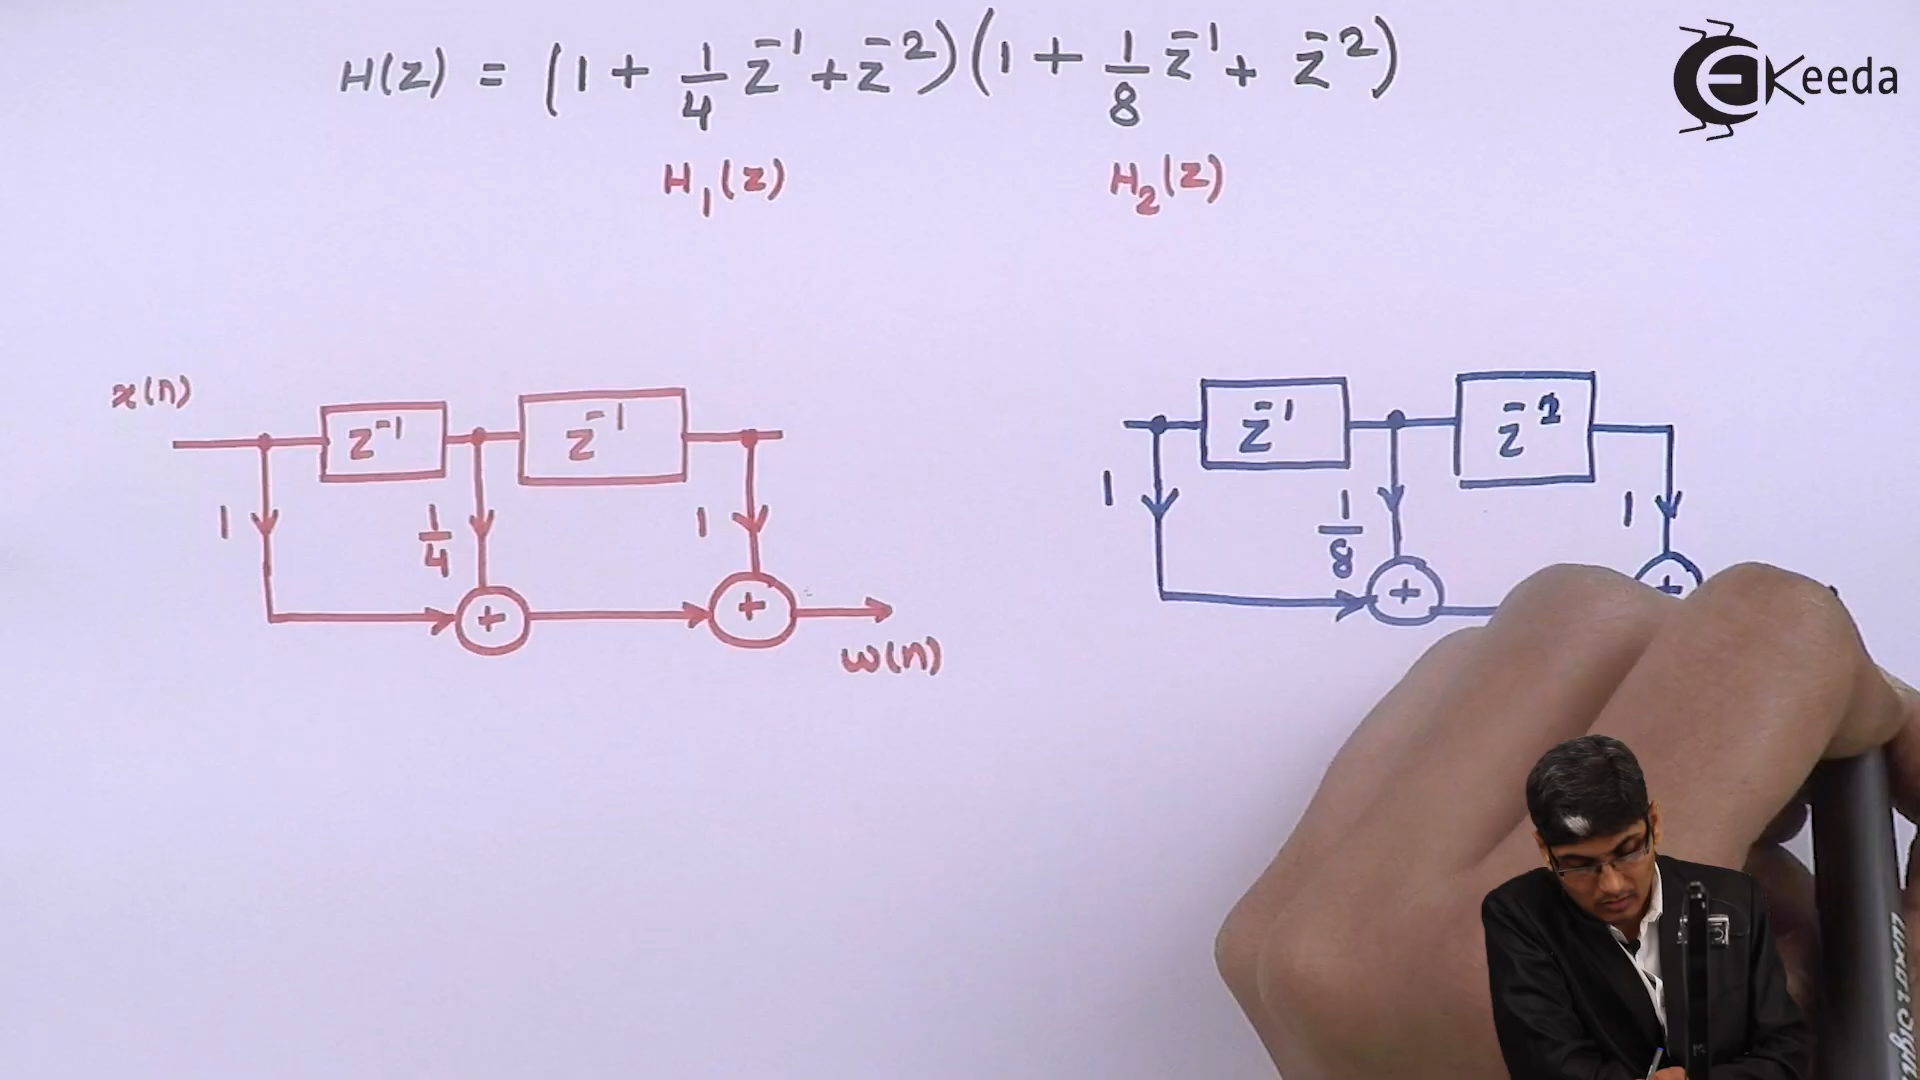 H(z) = (1 + 1/4 z⁻¹ + z⁻²)(1 + 1/8 z⁻¹ + z⁻²)
EKeeda
H₁(z) H₂(z)
x(n)
z⁻¹ z⁻¹ z⁻¹ z⁻²
1 1/4 1 1 1/8 1
+ + + +
w(n)